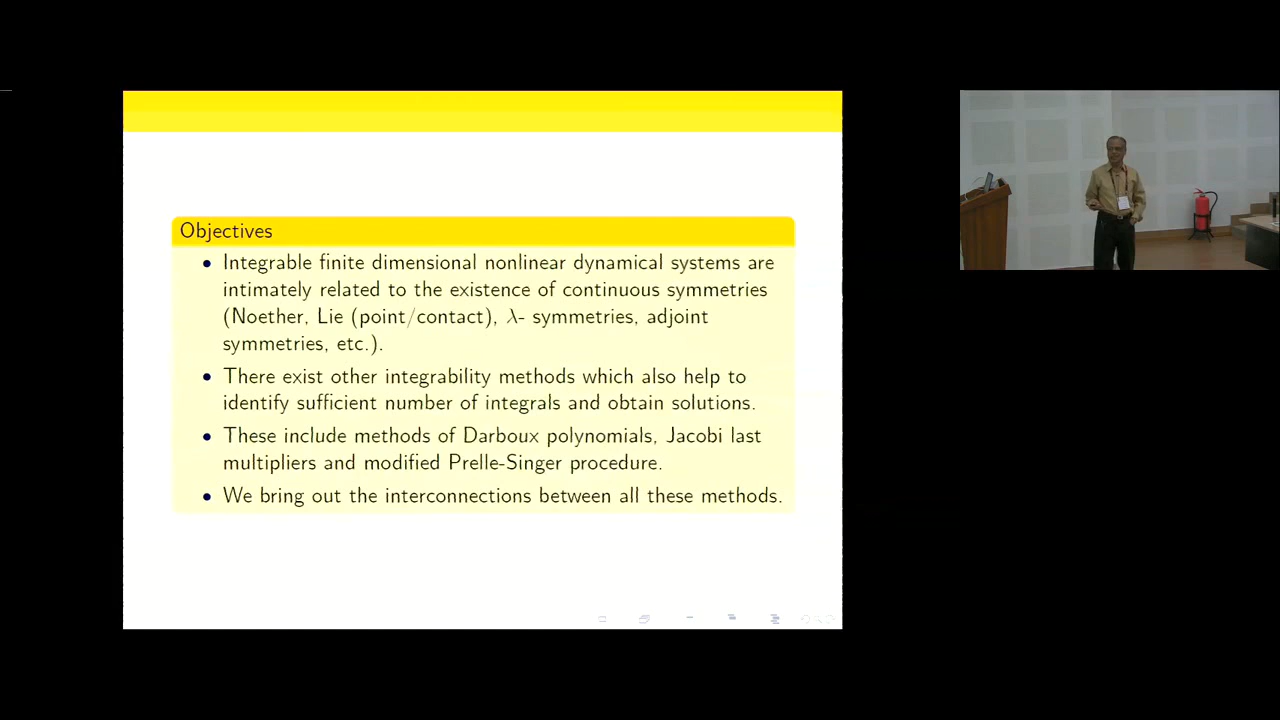 Objectives
• Integrable finite dimensional nonlinear dynamical systems are
intimately related to the existence of continuous symmetries
(Noether, Lie (point/contact), λ- symmetries, adjoint
symmetries, etc.).
• There exist other integrability methods which also help to
identify sufficient number of integrals and obtain solutions.
• These include methods of Darboux polynomials, Jacobi last
multipliers and modified Prelle-Singer procedure.
• We bring out the interconnections between all these methods.